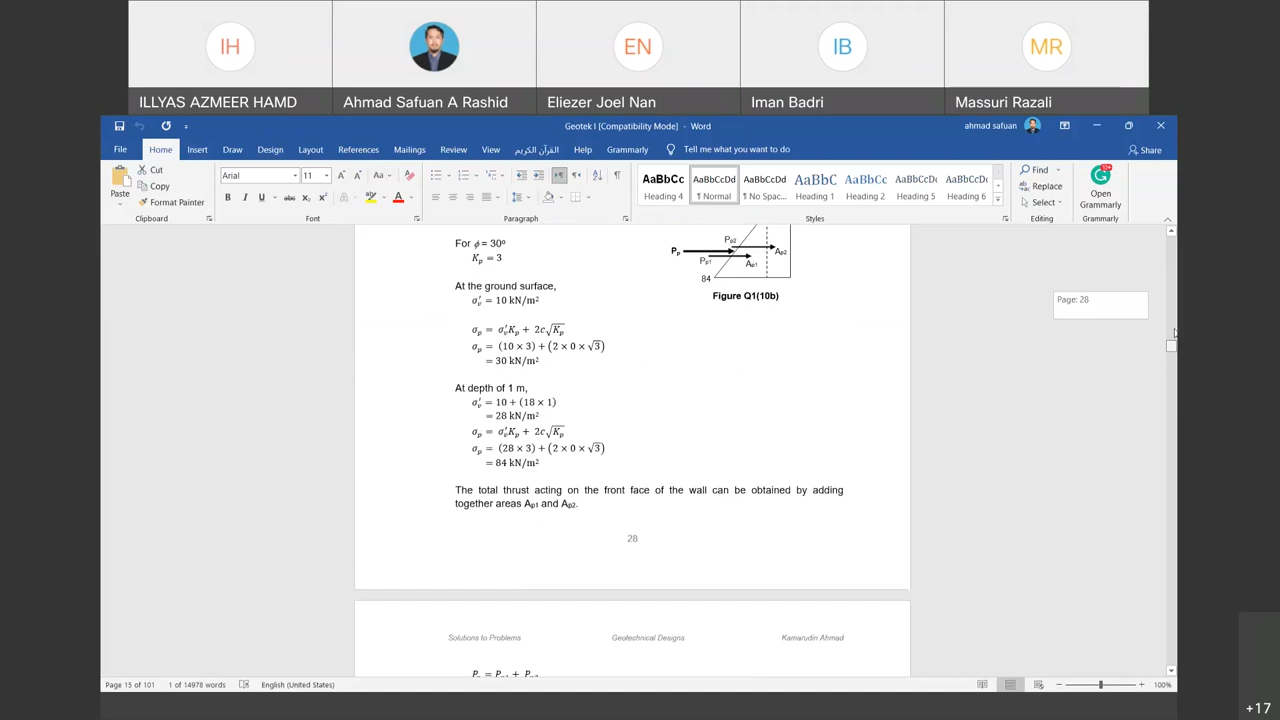 IH
EN
IB
MR
ILLYAS AZMEER HAMD
Ahmad Safuan A Rashid
Eliezer Joel Nan
Iman Badri
Massuri Razali
Geotek I [Compatibility Mode] - Word
ahmad safuan
File Home Insert Draw Design Layout References Mailings Review View القرآن الكريم Help Grammarly Tell me what you want to do
Share
Paste
Cut
Copy
Format Painter
Clipboard
Arial 11
Font
Paragraph
AaBbCc AaBbCcDd AaBbCcDd AaBbC AaBbCc AaBbCcDd AaBbCcDd
Heading 4 ¶ Normal ¶ No Spac... Heading 1 Heading 2 Heading 5 Heading 6
Styles
Find
Replace
Select
Editing
Open
Grammarly
Grammarly
For ϕ = 30º
Kₚ = 3
Pp2
Pp
Ap2
Pp1
Ap1
84
Figure Q1(10b)
At the ground surface,
σ′ᵥ = 10 kN/m²
σₚ = σ′ᵥKₚ + 2c√Kₚ
σₚ = (10 × 3) + (2 × 0 × √3)
= 30 kN/m²
Page: 28
At depth of 1 m,
σ′ᵥ = 10 + (18 × 1)
= 28 kN/m²
σₚ = σ′ᵥKₚ + 2c√Kₚ
σₚ = (28 × 3) + (2 × 0 × √3)
= 84 kN/m²
The total thrust acting on the front face of the wall can be obtained by adding
together areas Ap1 and Ap2.
28
Solutions to Problems Geotechnical Designs Kamarudin Ahmad
Page 15 of 101 1 of 14978 words English (United States)
100%
+17